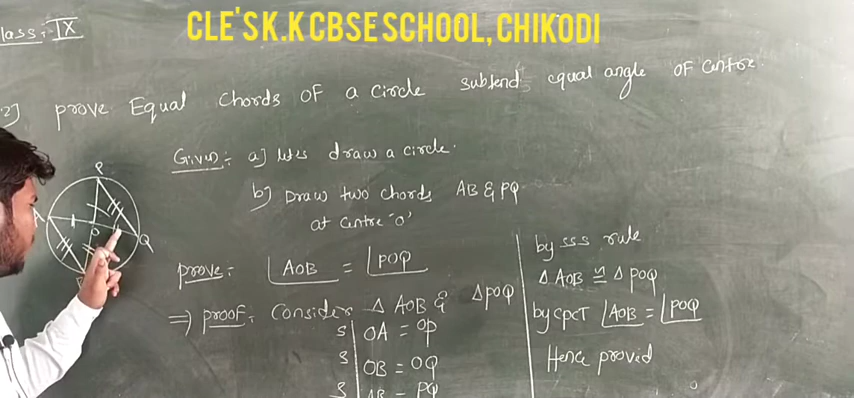 CLE'S K.K CBSE SCHOOL, CHIKODI
lass: IX
2] prove Equal chords OF a circle subtend equal angle OF centre.
Given:- a] lets draw a circle.
b] Draw two chords AB & PQ
at centre 'O'
prove:- ∠AOB = ∠POQ
⇒ proof:- Consider △ AOB & △POQ
S OA = OP
S OB = OQ
S AB = PQ
by SSS rule
△ AOB ≅ △ POQ
by CPCT ∠AOB = ∠POQ
Hence proved
P
A
O
Q